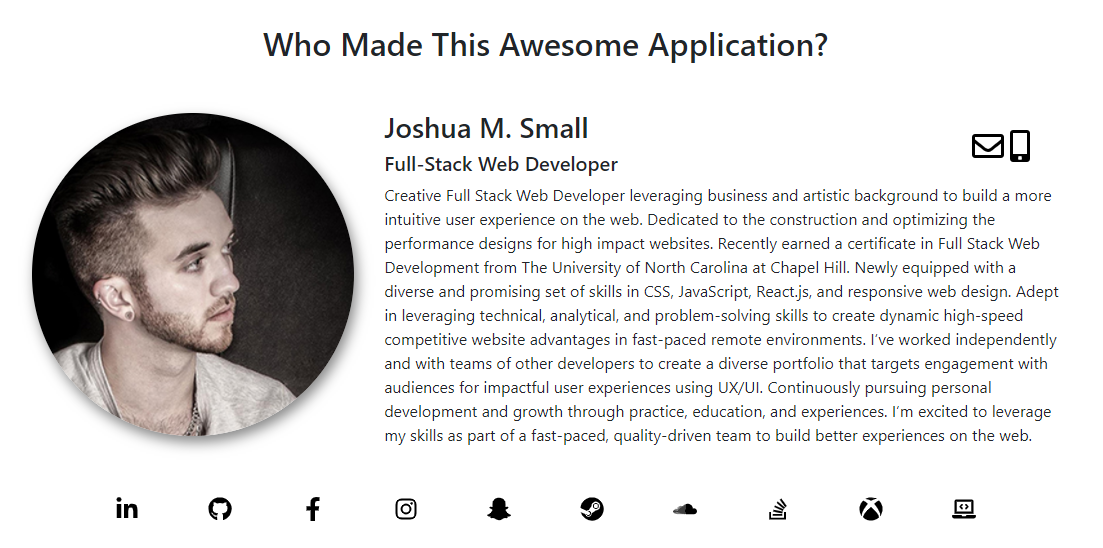 Who Made This Awesome Application?
Joshua M. Small
Full-Stack Web Developer
Creative Full Stack Web Developer leveraging business and artistic background to build a more
intuitive user experience on the web. Dedicated to the construction and optimizing the
performance designs for high impact websites. Recently earned a certificate in Full Stack Web
Development from The University of North Carolina at Chapel Hill. Newly equipped with a
diverse and promising set of skills in CSS, JavaScript, React.js, and responsive web design. Adept
in leveraging technical, analytical, and problem-solving skills to create dynamic high-speed
competitive website advantages in fast-paced remote environments. I’ve worked independently
and with teams of other developers to create a diverse portfolio that targets engagement with
audiences for impactful user experiences using UX/UI. Continuously pursuing personal
development and growth through practice, education, and experiences. I’m excited to leverage
my skills as part of a fast-paced, quality-driven team to build better experiences on the web.